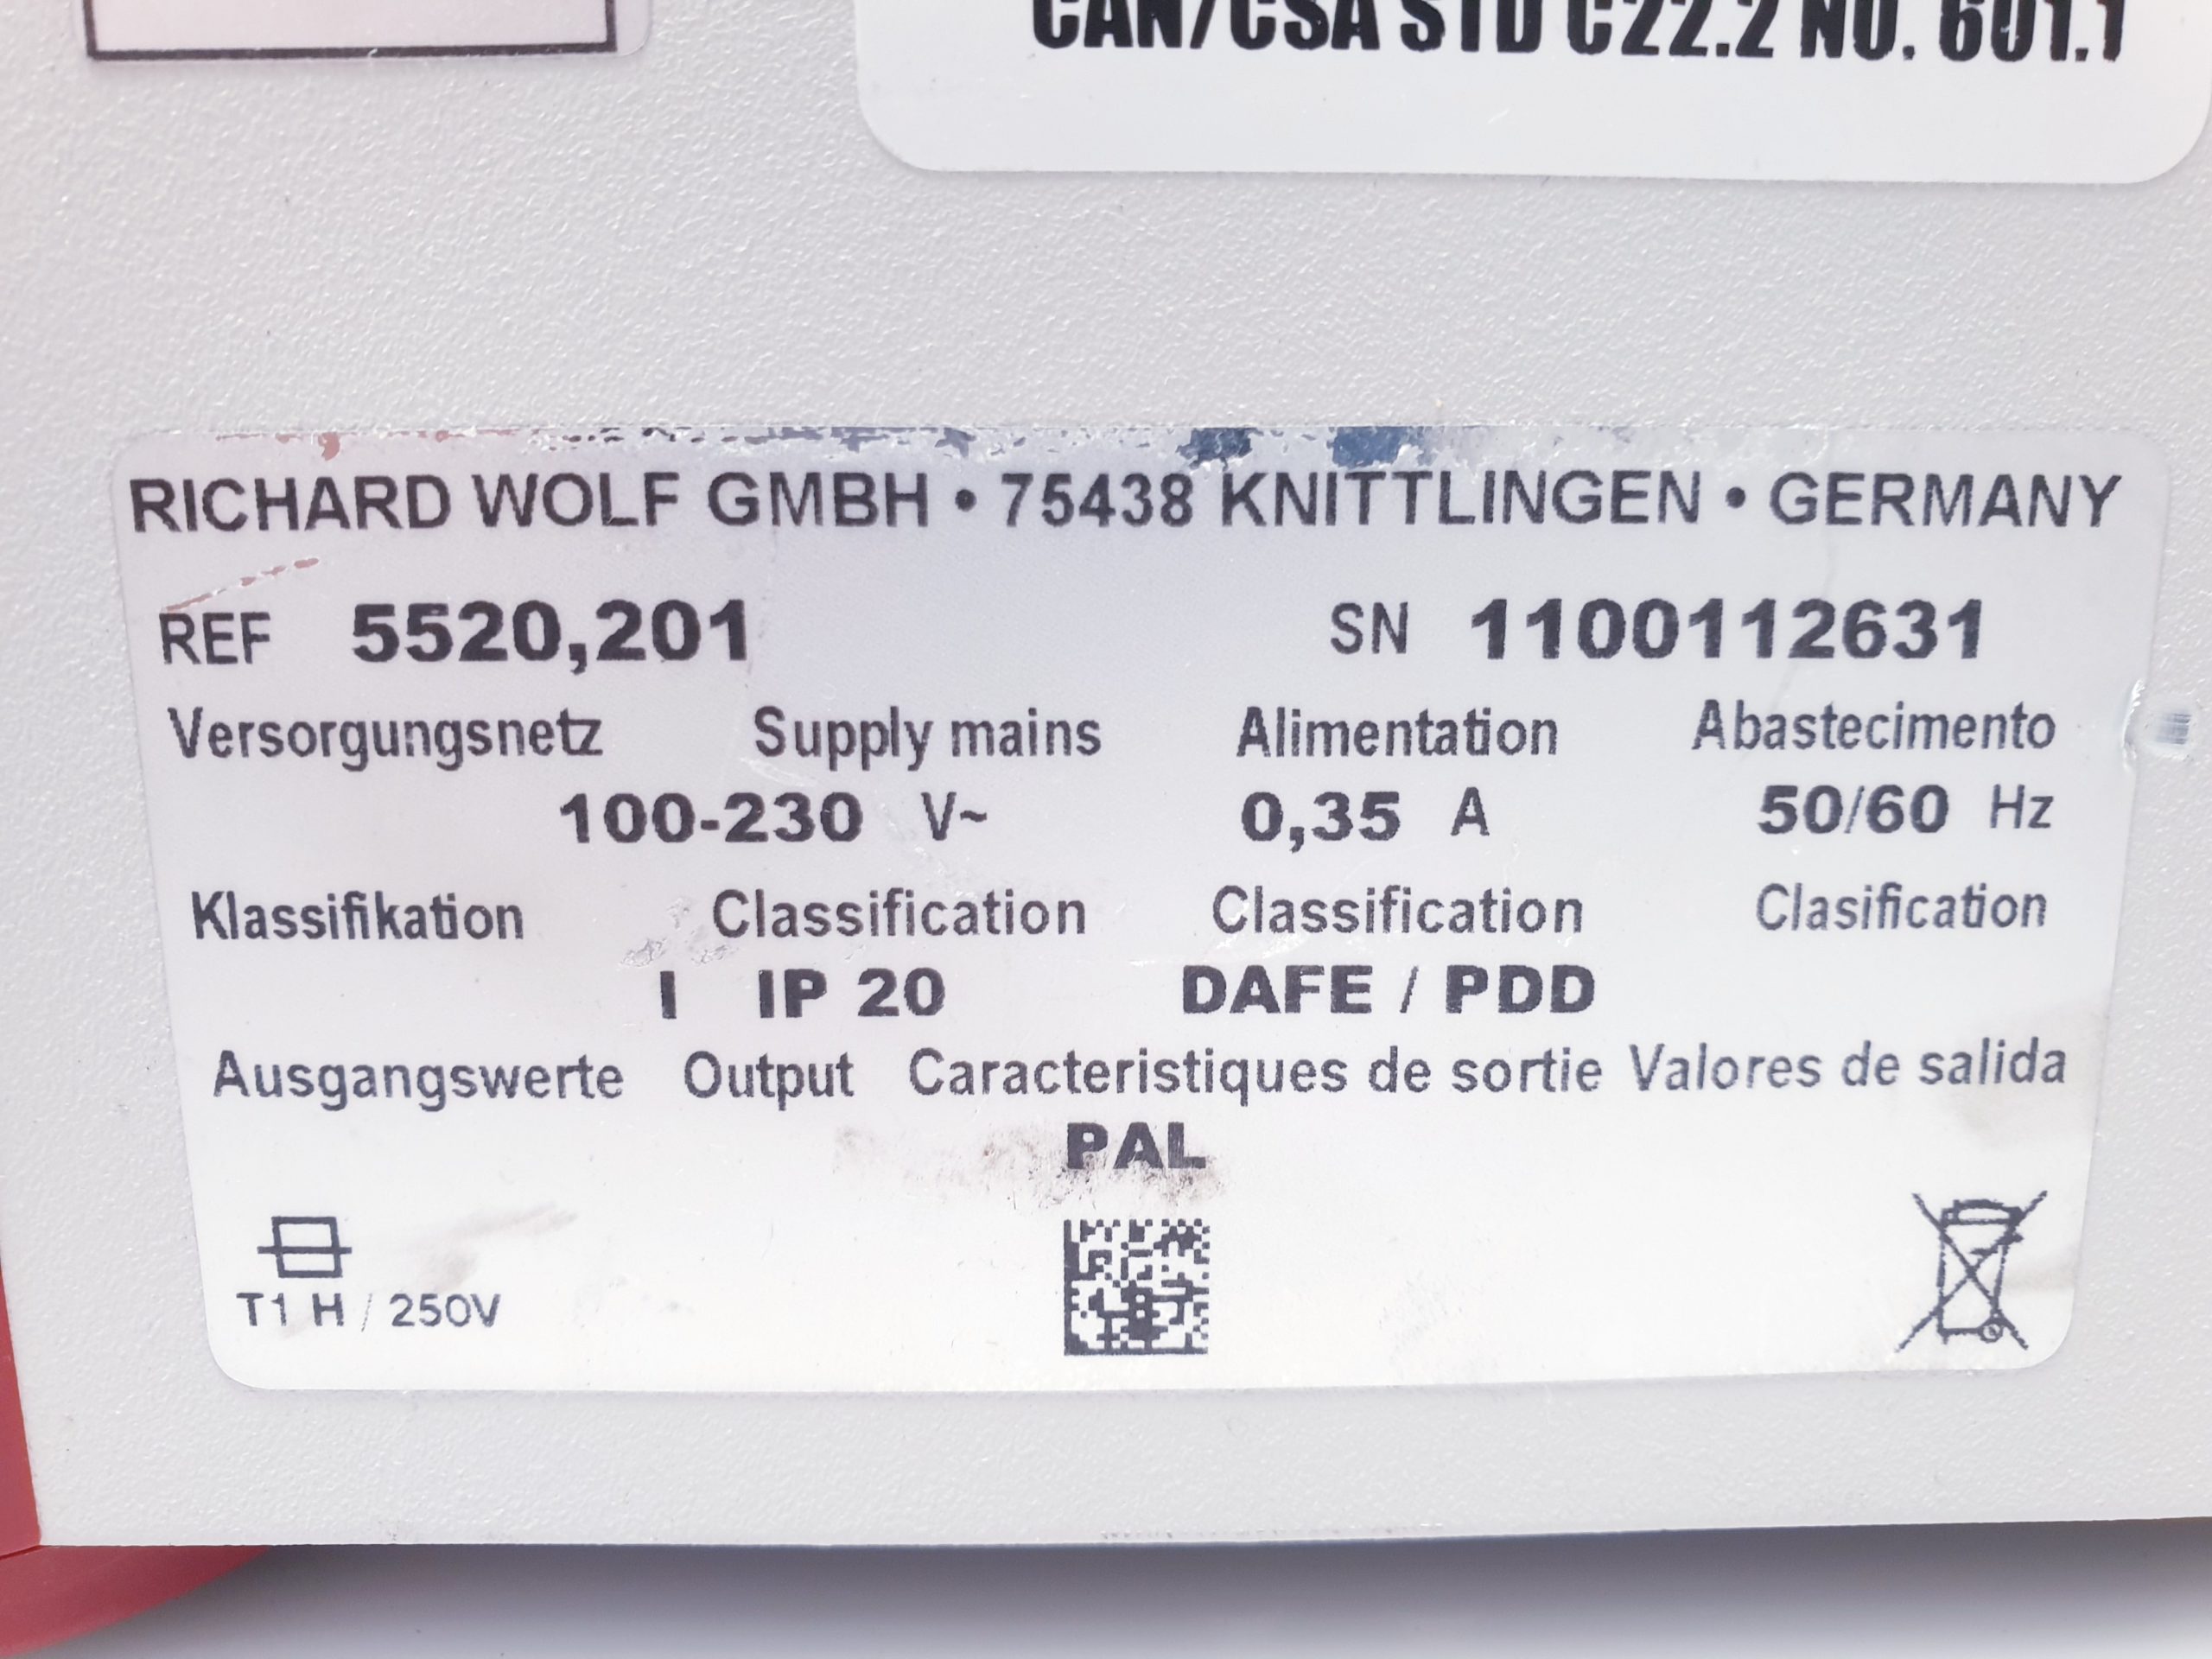 CAN/CSA STD C22.2 NO. 601.1
RICHARD WOLF GMBH • 75438 KNITTLINGEN • GERMANY
REF 5520,201 SN 1100112631
Versorgungsnetz Supply mains Alimentation Abastecimento
100-230 V~ 0,35 A 50/60 Hz
Klassifikation Classification Classification Clasification
I IP 20 DAFE / PDD
Ausgangswerte Output Caracteristiques de sortie Valores de salida
PAL
T1 H / 250V